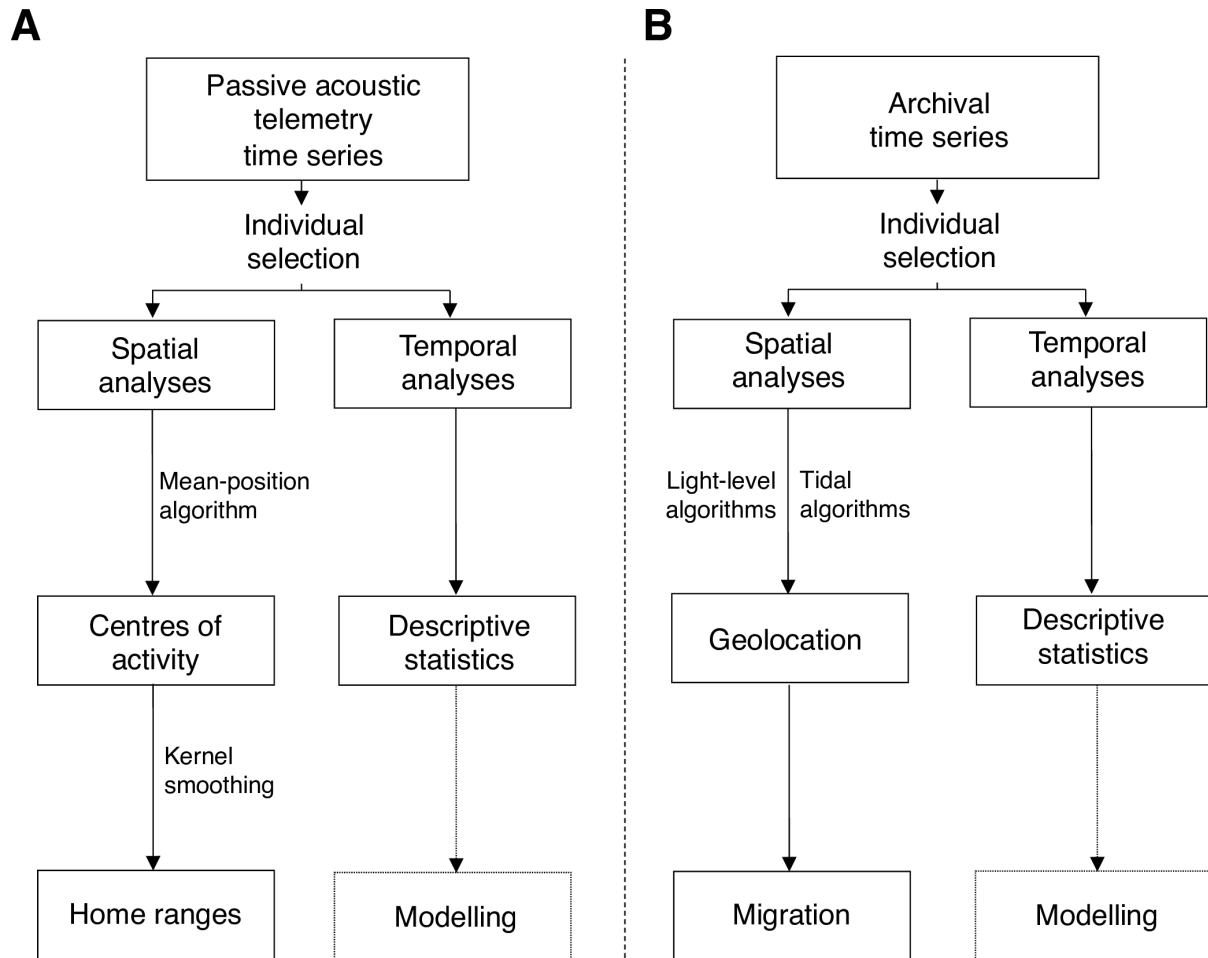 A
Passive acoustic
telemetry
time series
Individual
selection
Spatial
analyses
Temporal
analyses
Mean-position
algorithm
Centres of
activity
Descriptive
statistics
Kernel
smoothing
Home ranges
Modelling
B
Archival
time series
Individual
selection
Spatial
analyses
Temporal
analyses
Light-level
algorithms
Tidal
algorithms
Geolocation
Descriptive
statistics
Migration
Modelling